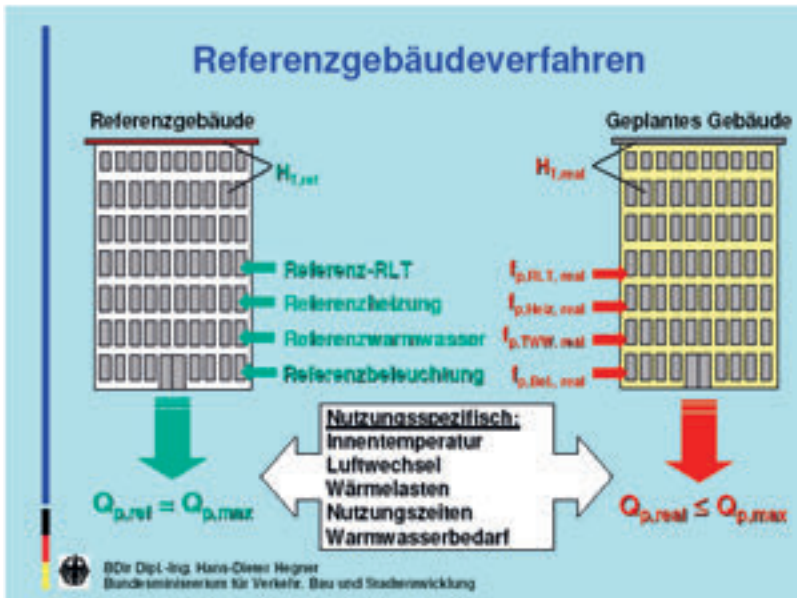 Referenzgebäudeverfahren
Referenzgebäude
H_T,ref
Referenz-RLT
Referenzheizung
Referenzwarmwasser
Referenzbeleuchtung
Q_p,ref = Q_p,max
Nutzungsspezifisch:
Innentemperatur
Luftwechsel
Wärmelasten
Nutzungszeiten
Warmwasserbedarf
Geplantes Gebäude
H_T,real
f_p,RLT, real
f_p,Heiz, real
f_p,TWW, real
f_p,Bel., real
Q_p,real ≤ Q_p,max
BDir Dipl.-Ing. Hans-Dieter Hegner
Bundesministerium für Verkehr, Bau und Stadtentwicklung